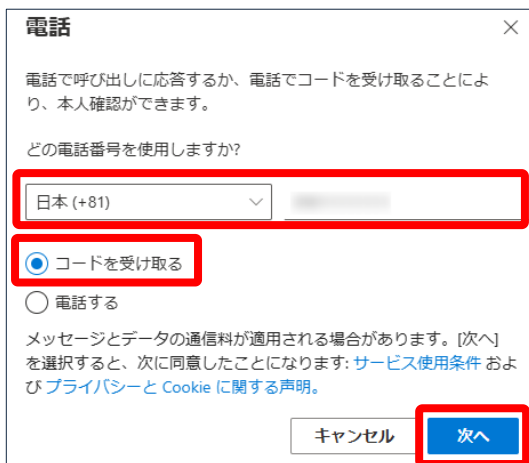 電話
電話で呼び出しに応答するか、電話でコードを受け取ることによ
り、本人確認ができます。
どの電話番号を使用しますか?
日本 (+81)
コードを受け取る
電話する
メッセージとデータの通信料が適用される場合があります。[次へ]
を選択すると、次に同意したことになります: サービス使用条件 およ
び プライバシーと Cookie に関する声明。
キャンセル 次へ